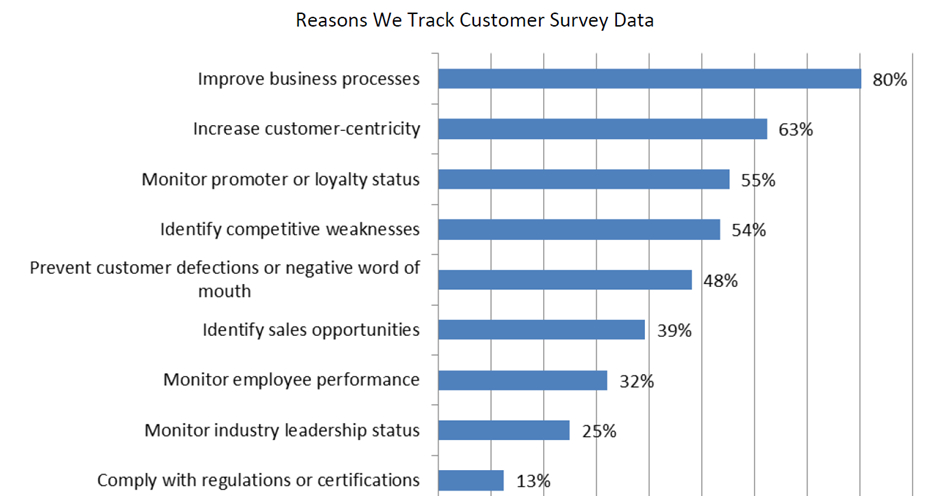 Reasons We Track Customer Survey Data
Improve business processes 80%
Increase customer-centricity 63%
Monitor promoter or loyalty status 55%
Identify competitive weaknesses 54%
Prevent customer defections or negative word of
mouth 48%
Identify sales opportunities 39%
Monitor employee performance 32%
Monitor industry leadership status 25%
Comply with regulations or certifications 13%